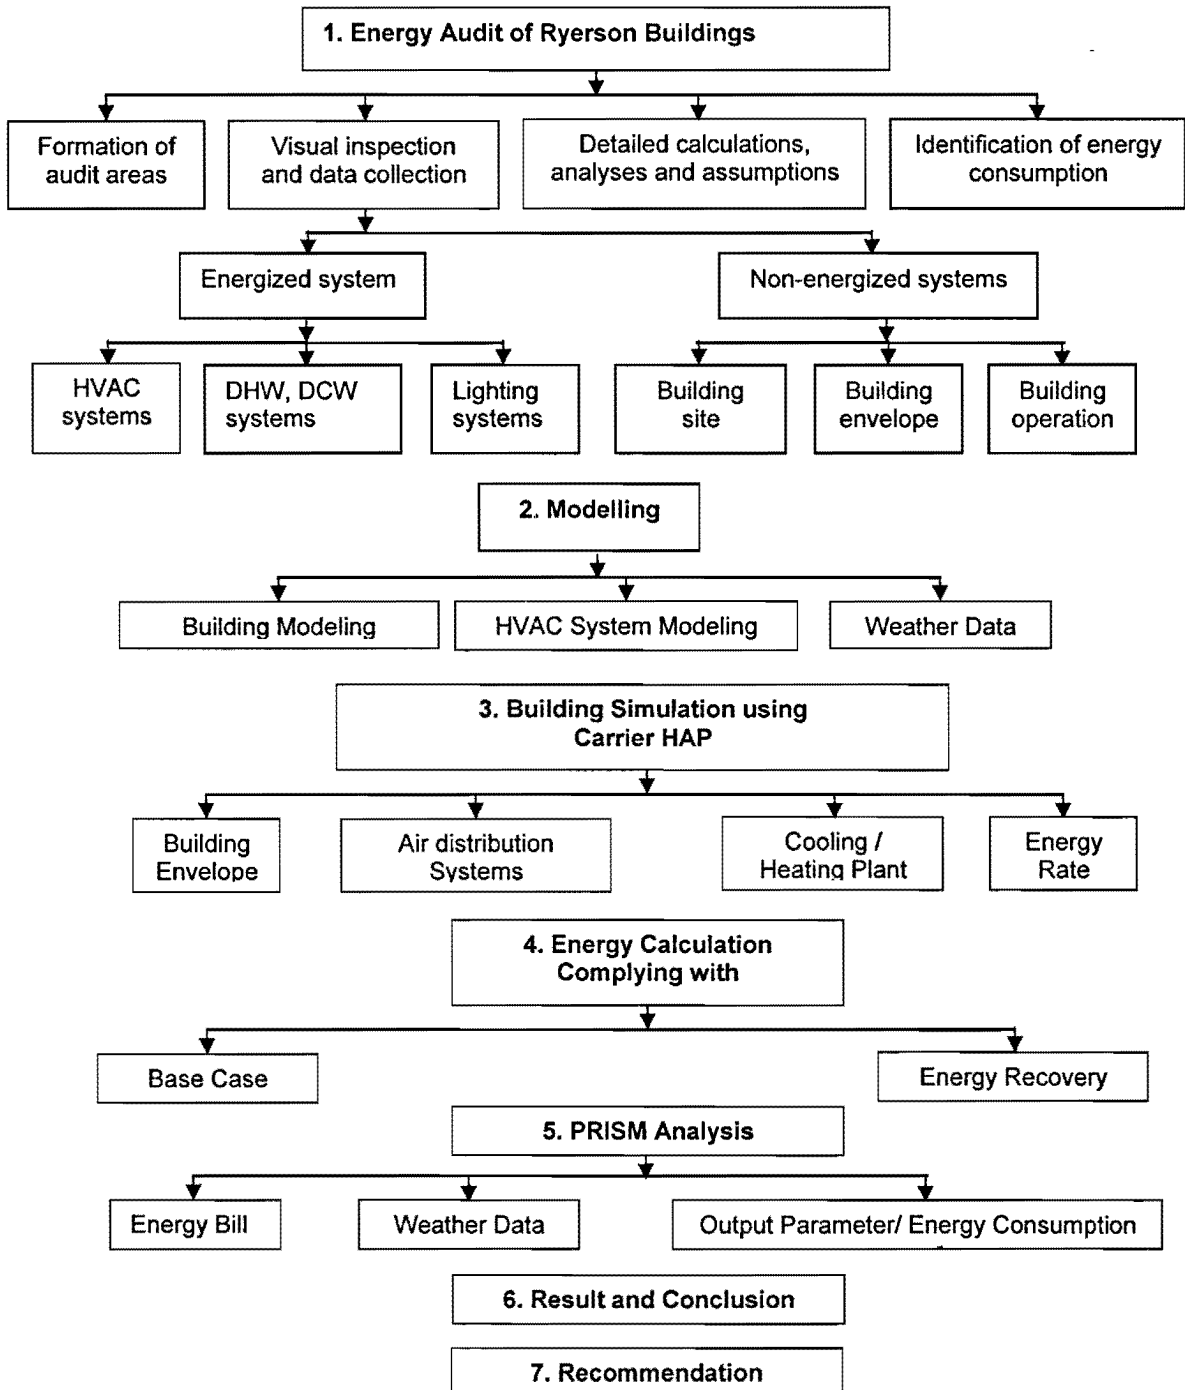 1. Energy Audit of Ryerson Buildings
Formation of
audit areas
Visual inspection
and data collection
Detailed calculations,
analyses and assumptions
Identification of energy
consumption
Energized system
Non-energized systems
HVAC
systems
DHW, DCW
systems
Lighting
systems
Building
site
Building
envelope
Building
operation
2. Modelling
Building Modeling
HVAC System Modeling
Weather Data
3. Building Simulation using
Carrier HAP
Building
Envelope
Air distribution
Systems
Cooling /
Heating Plant
Energy
Rate
4. Energy Calculation
Complying with
Base Case
Energy Recovery
5. PRISM Analysis
Energy Bill
Weather Data
Output Parameter/ Energy Consumption
6. Result and Conclusion
7. Recommendation